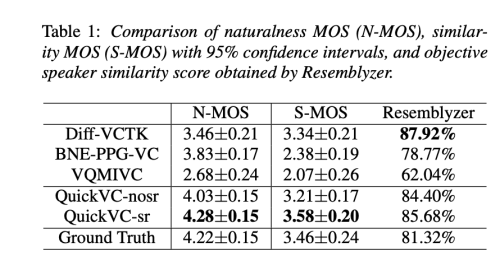 Table 1: Comparison of naturalness MOS (N-MOS), similar-
ity MOS (S-MOS) with 95% confidence intervals, and objective
speaker similarity score obtained by Resemblyzer.
N-MOS S-MOS Resemblyzer
Diff-VCTK 3.46±0.21 3.34±0.21 87.92%
BNE-PPG-VC 3.83±0.17 2.38±0.19 78.77%
VQMIVC 2.68±0.24 2.07±0.26 62.04%
QuickVC-nosr 4.03±0.15 3.21±0.17 84.40%
QuickVC-sr 4.28±0.15 3.58±0.20 85.68%
Ground Truth 4.22±0.15 3.46±0.24 81.32%